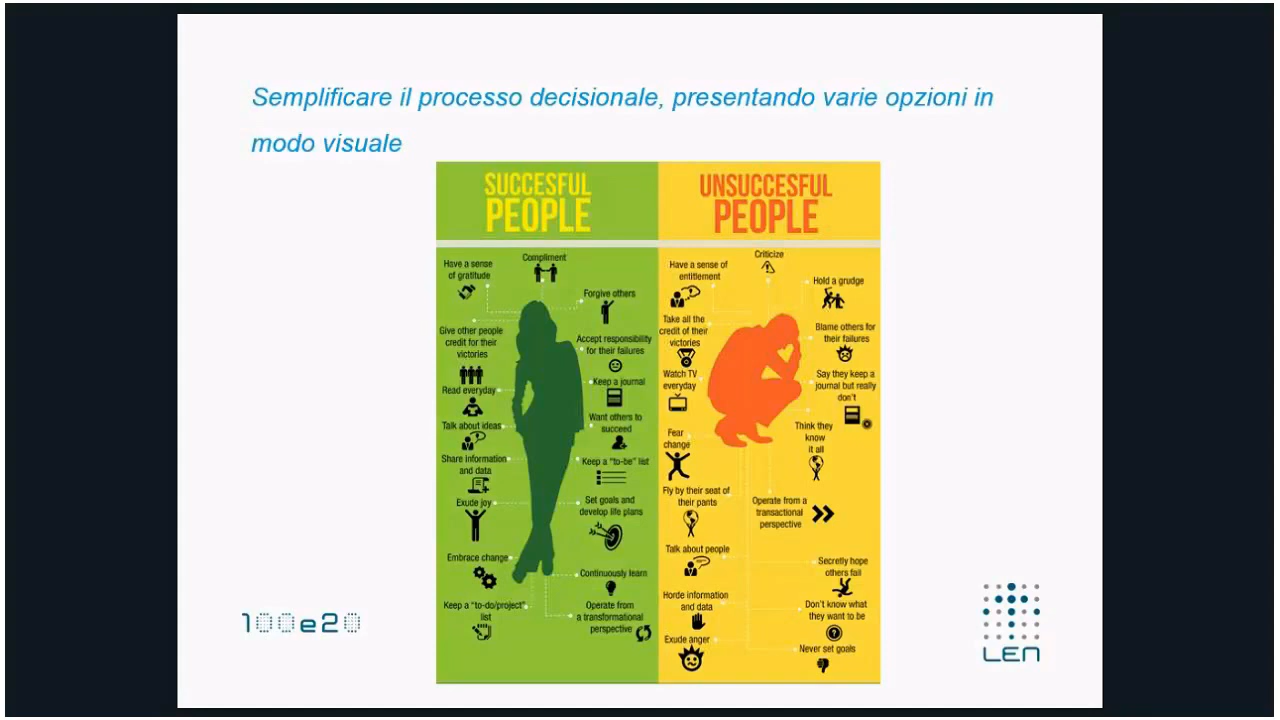 Semplificare il processo decisionale, presentando varie opzioni in
modo visuale
SUCCESFUL
PEOPLE
Have a sense
of gratitude
Compliment
Forgive others
Give other people
credit for their
victories
Accept responsibility
for their failures
Read everyday
Keep a journal
Talk about ideas
Want others to
succeed
Share information
and data
Keep a "to-be" list
Exude joy
Set goals and
develop life plans
Embrace change
Continuously learn
Keep a "to-do/project"
list
Operate from
a transformational
perspective
UNSUCCESFUL
PEOPLE
Have a sense of
entitlement
Criticize
Hold a grudge
Take all the
credit of their
victories
Blame others for
their failures
Watch TV
everyday
Say they keep a
journal but really
don't
Fear
change
Think they
know
it all
Fly by their seat of
their pants
Operate from a
transactional
perspective
Talk about people
Secretly hope
others fail
Horde information
and data
Don't know what
they want to be
Exude anger
Never set goals
100e20
LEN